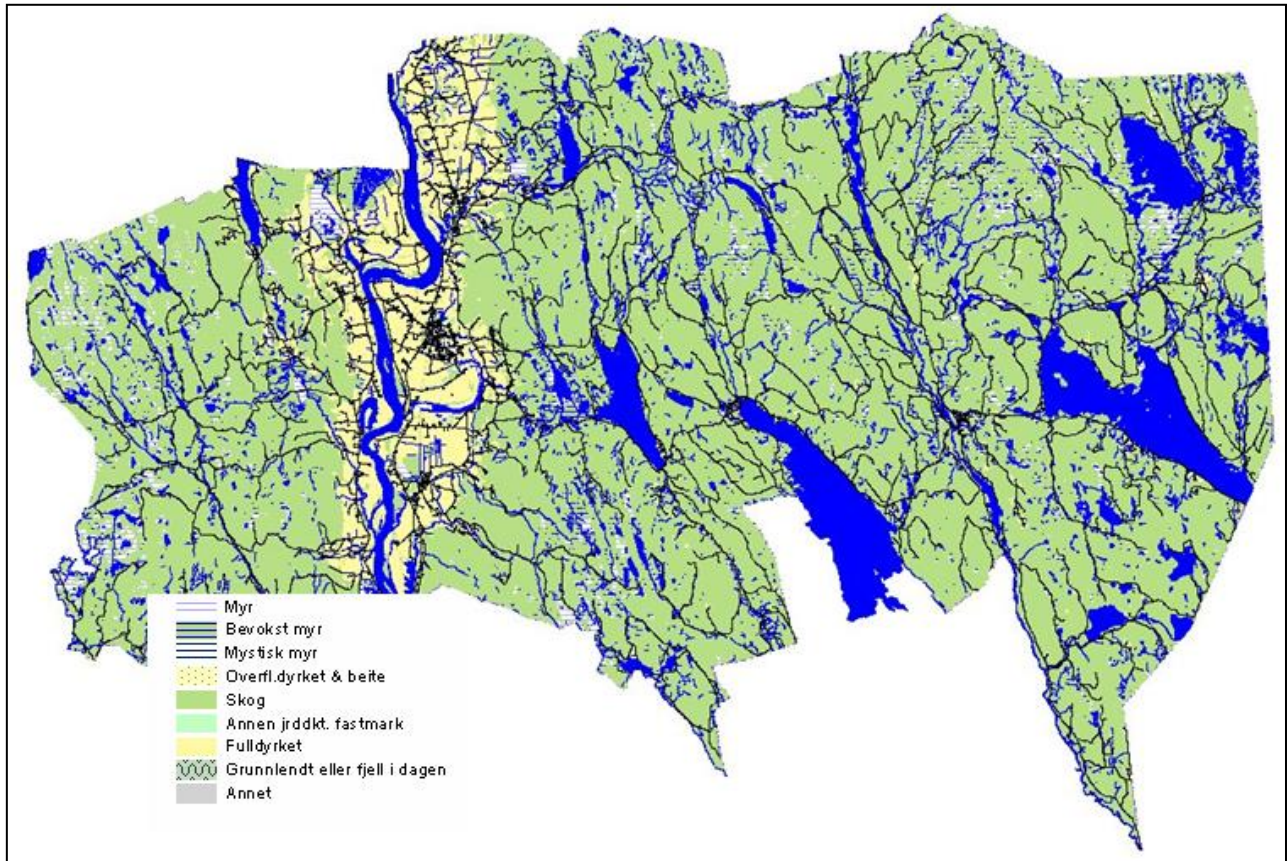 Myr
Bevokst myr
Mystisk myr
Overfl.dyrket & beite
Skog
Annen jrddkt. fastmark
Fulldyrket
Grunnlendt eller fjell i dagen
Annet